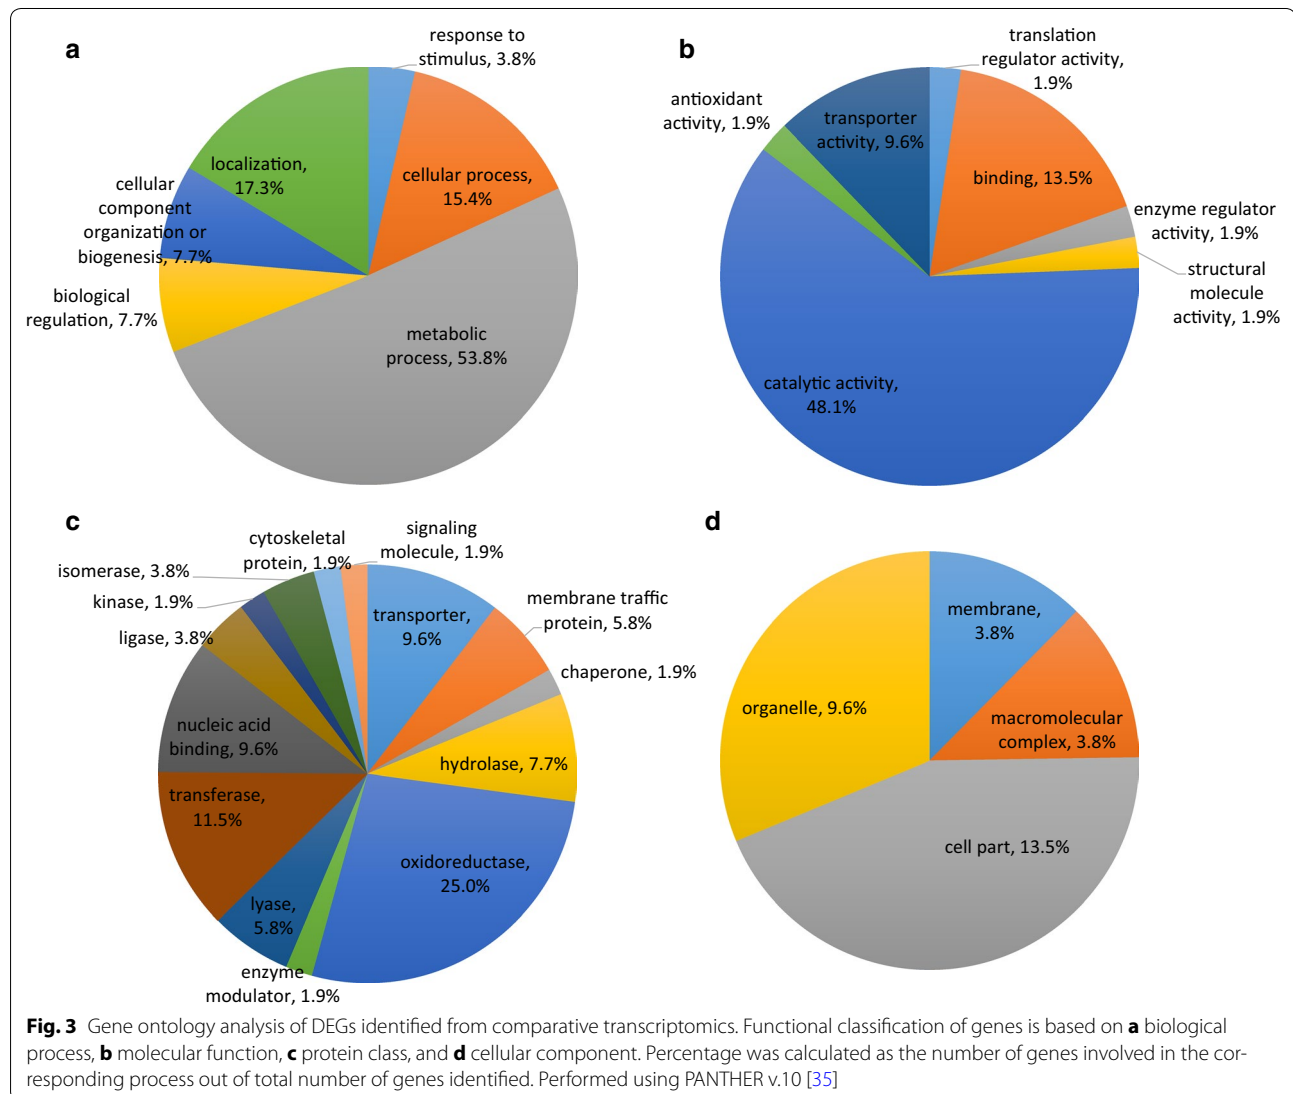 a
response to
stimulus, 3.8%
cellular process,
15.4%
metabolic
process, 53.8%
biological
regulation, 7.7%
cellular
component
organization or
biogenesis, 7.7%
localization,
17.3%
b
translation
regulator activity,
1.9%
binding, 13.5%
enzyme regulator
activity, 1.9%
structural
molecule
activity, 1.9%
catalytic activity,
48.1%
antioxidant
activity, 1.9%
transporter
activity, 9.6%
c
transporter,
9.6%
membrane traffic
protein, 5.8%
chaperone, 1.9%
hydrolase, 7.7%
oxidoreductase,
25.0%
enzyme
modulator, 1.9%
lyase,
5.8%
transferase,
11.5%
nucleic acid
binding, 9.6%
ligase, 3.8%
kinase, 1.9%
isomerase, 3.8%
cytoskeletal
protein, 1.9%
signaling
molecule, 1.9%
d
membrane,
3.8%
macromolecular
complex, 3.8%
cell part, 13.5%
organelle, 9.6%
Fig. 3 Gene ontology analysis of DEGs identified from comparative transcriptomics. Functional classification of genes is based on a biological
process, b molecular function, c protein class, and d cellular component. Percentage was calculated as the number of genes involved in the cor-
responding process out of total number of genes identified. Performed using PANTHER v.10 [35]